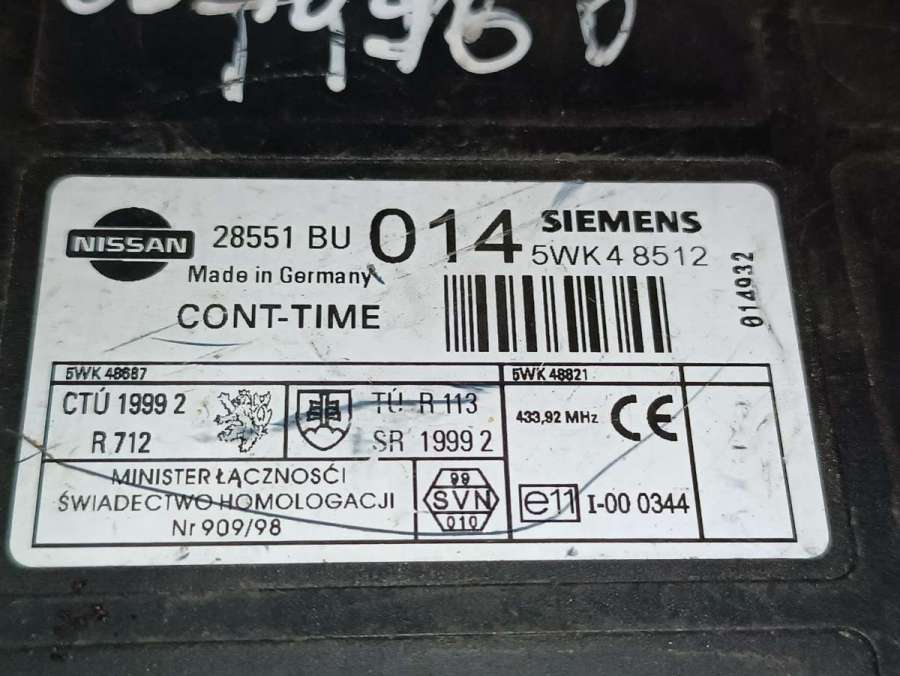 NISSAN
28551 BU 014
SIEMENS
5WK4 8512
Made in Germany
CONT-TIME
014932
5WK 48687
5WK 48821
CTÚ 1999 2
R 712
TÚ R 113
SR 1999 2
433,92 MHz CE
MINISTER ŁĄCZNOŚĆI
ŚWIADECTWO HOMOLOGACJI
Nr 909/98
99
SVN
010
e11 I-00 0344